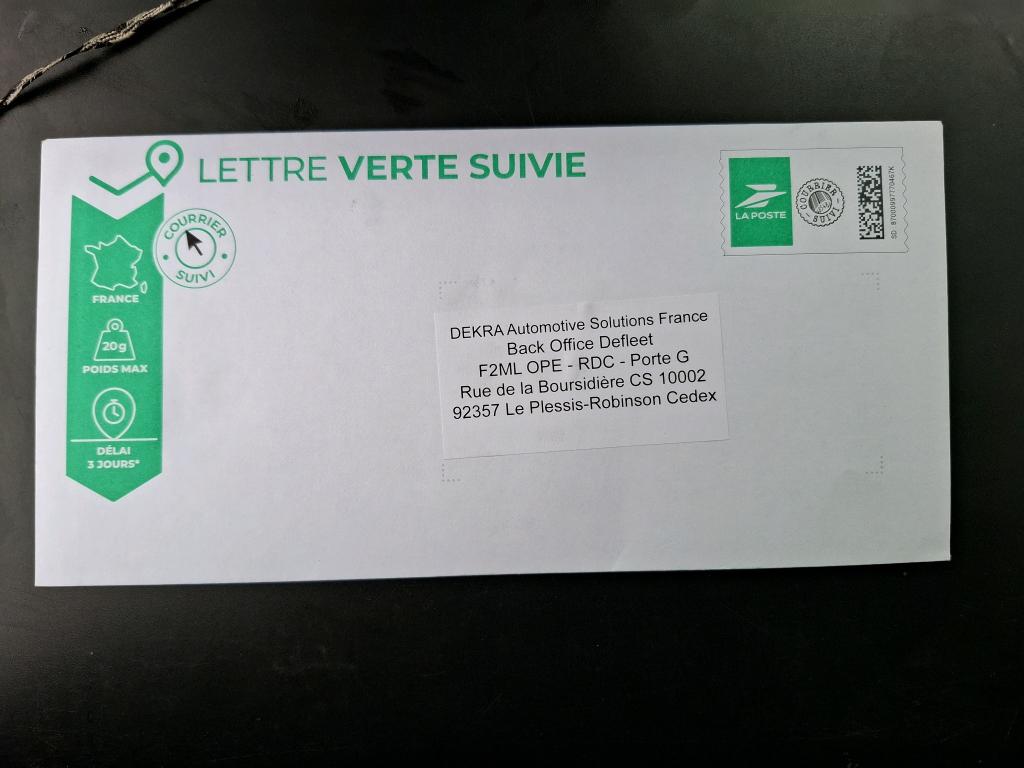 LETTRE VERTE SUIVIE
COURRIER
SUIVI
FRANCE
20g
POIDS MAX
DÉLAI
3 JOURS*
LA POSTE
COURRIER
SUIVI
DEKRA Automotive Solutions France
Back Office Defleet
F2ML OPE - RDC - Porte G
Rue de la Boursidière CS 10002
92357 Le Plessis-Robinson Cedex